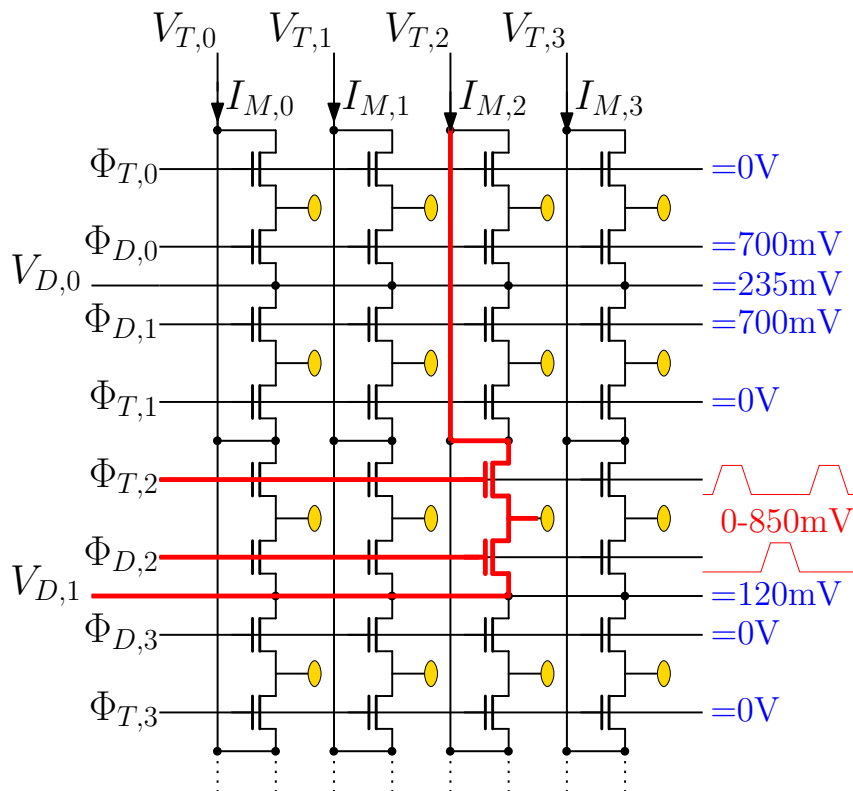 V_{T,0} V_{T,1} V_{T,2} V_{T,3}
I_{M,0} I_{M,1} I_{M,2} I_{M,3}
Φ_{T,0} =0V
Φ_{D,0} =700mV
V_{D,0} =235mV
Φ_{D,1} =700mV
Φ_{T,1} =0V
Φ_{T,2}
0-850mV
Φ_{D,2}
V_{D,1} =120mV
Φ_{D,3} =0V
Φ_{T,3} =0V